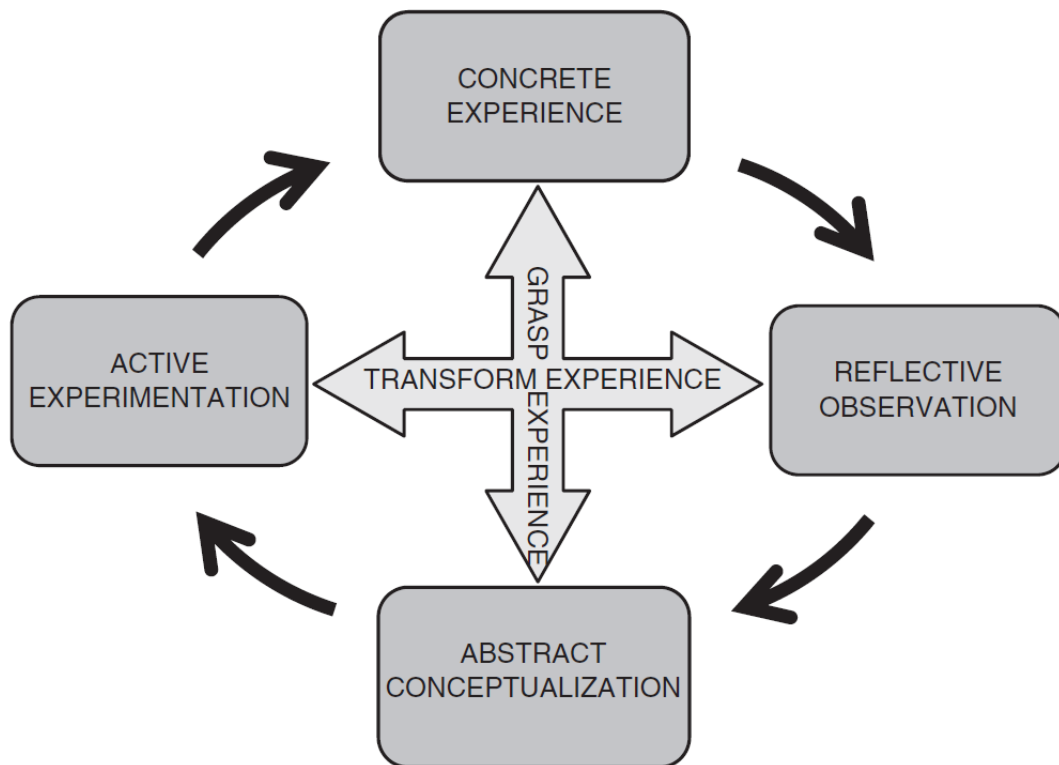 CONCRETE
EXPERIENCE
GRASP EXPERIENCE
ACTIVE
EXPERIMENTATION
TRANSFORM EXPERIENCE
REFLECTIVE
OBSERVATION
ABSTRACT
CONCEPTUALIZATION